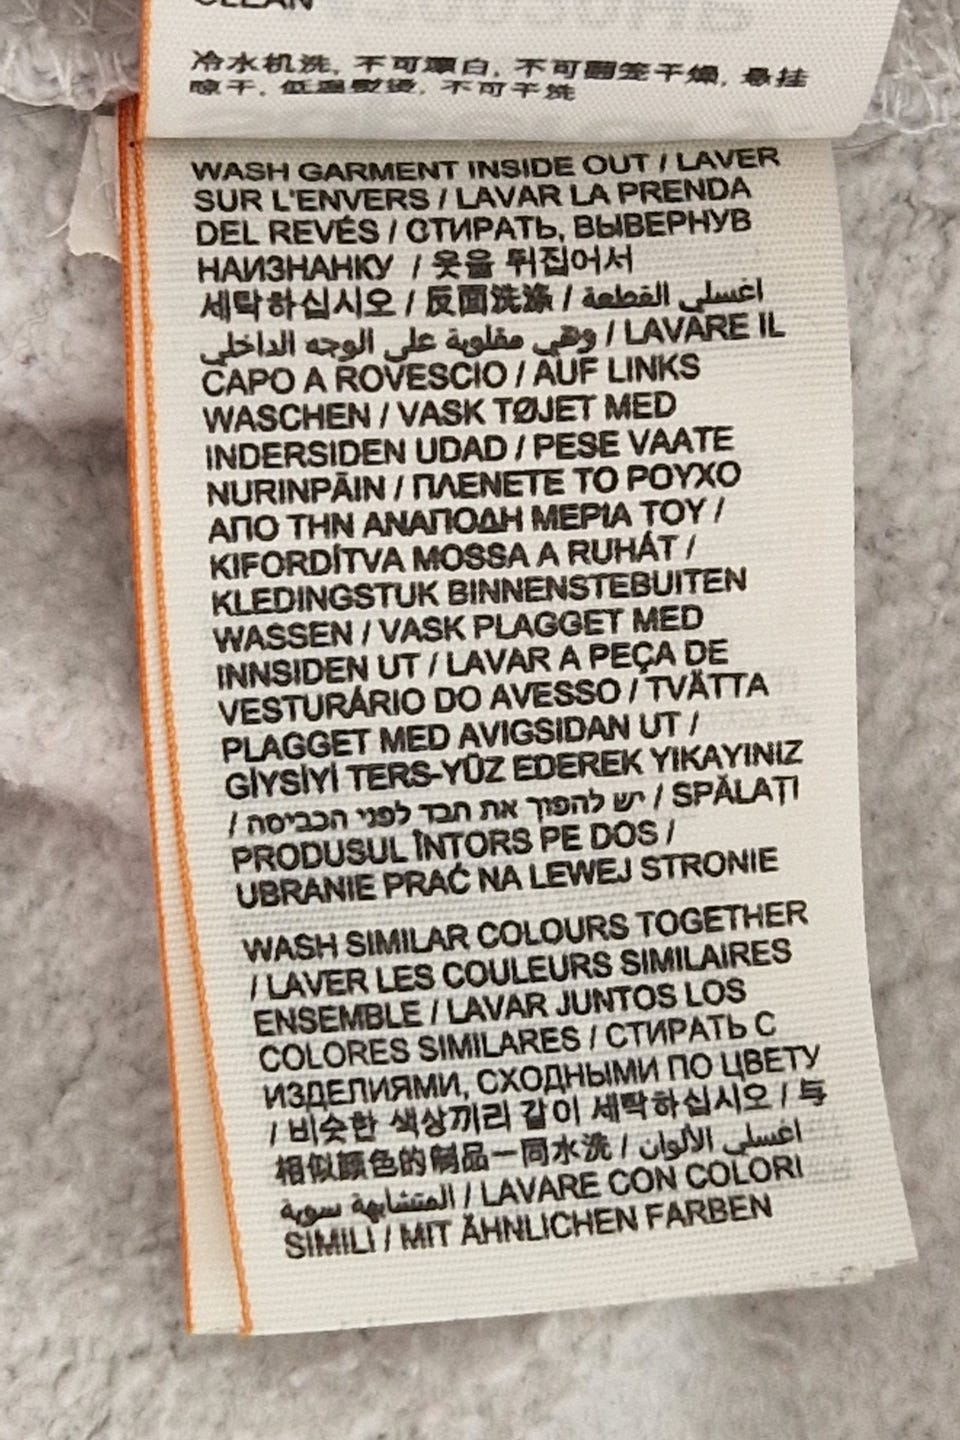 CLEAN
冷水机洗, 不可漂白, 不可翻笼干燥, 悬挂
晾干, 低温熨烫, 不可干洗
WASH GARMENT INSIDE OUT / LAVER
SUR L'ENVERS / LAVAR LA PRENDA
DEL REVÉS / СТИРАТЬ, ВЫВЕРНУВ
НАИЗНАНКУ / 옷을 뒤집어서
세탁하십시오 / 反面洗涤 / اغسلي القطعة
وهي مقلوبة على الوجه الداخلي / LAVARE IL
CAPO A ROVESCIO / AUF LINKS
WASCHEN / VASK TØJET MED
INDERSIDEN UDAD / PESE VAATE
NURINPÄIN / ΠΛΕΝΕΤΕ ΤΟ ΡΟΥΧΟ
ΑΠΟ ΤΗΝ ΑΝΑΠΟΔΗ ΜΕΡΙΑ ΤΟΥ /
KIFORDÍTVA MOSSA A RUHÁT /
KLEDINGSTUK BINNENSTEBUITEN
WASSEN / VASK PLAGGET MED
INNSIDEN UT / LAVAR A PEÇA DE
VESTURÁRIO DO AVESSO / TVÄTTA
PLAGGET MED AVIGSIDAN UT /
GİYSİYİ TERS-YÜZ EDEREK YIKAYINIZ
/ יש להפוך את הבד לפני הכביסה / SPĂLAȚI
PRODUSUL ÎNTORS PE DOS /
UBRANIE PRAĆ NA LEWEJ STRONIE
WASH SIMILAR COLOURS TOGETHER
/ LAVER LES COULEURS SIMILAIRES
ENSEMBLE / LAVAR JUNTOS LOS
COLORES SIMILARES / СТИРАТЬ С
ИЗДЕЛИЯМИ, СХОДНЫМИ ПО ЦВЕТУ
/ 비슷한 색상끼리 같이 세탁하십시오 / 与
相似颜色的制品一同水洗 / اغسلي الألوان
المتشابهة سوية / LAVARE CON COLORI
SIMILI / MIT ÄHNLICHEN FARBEN